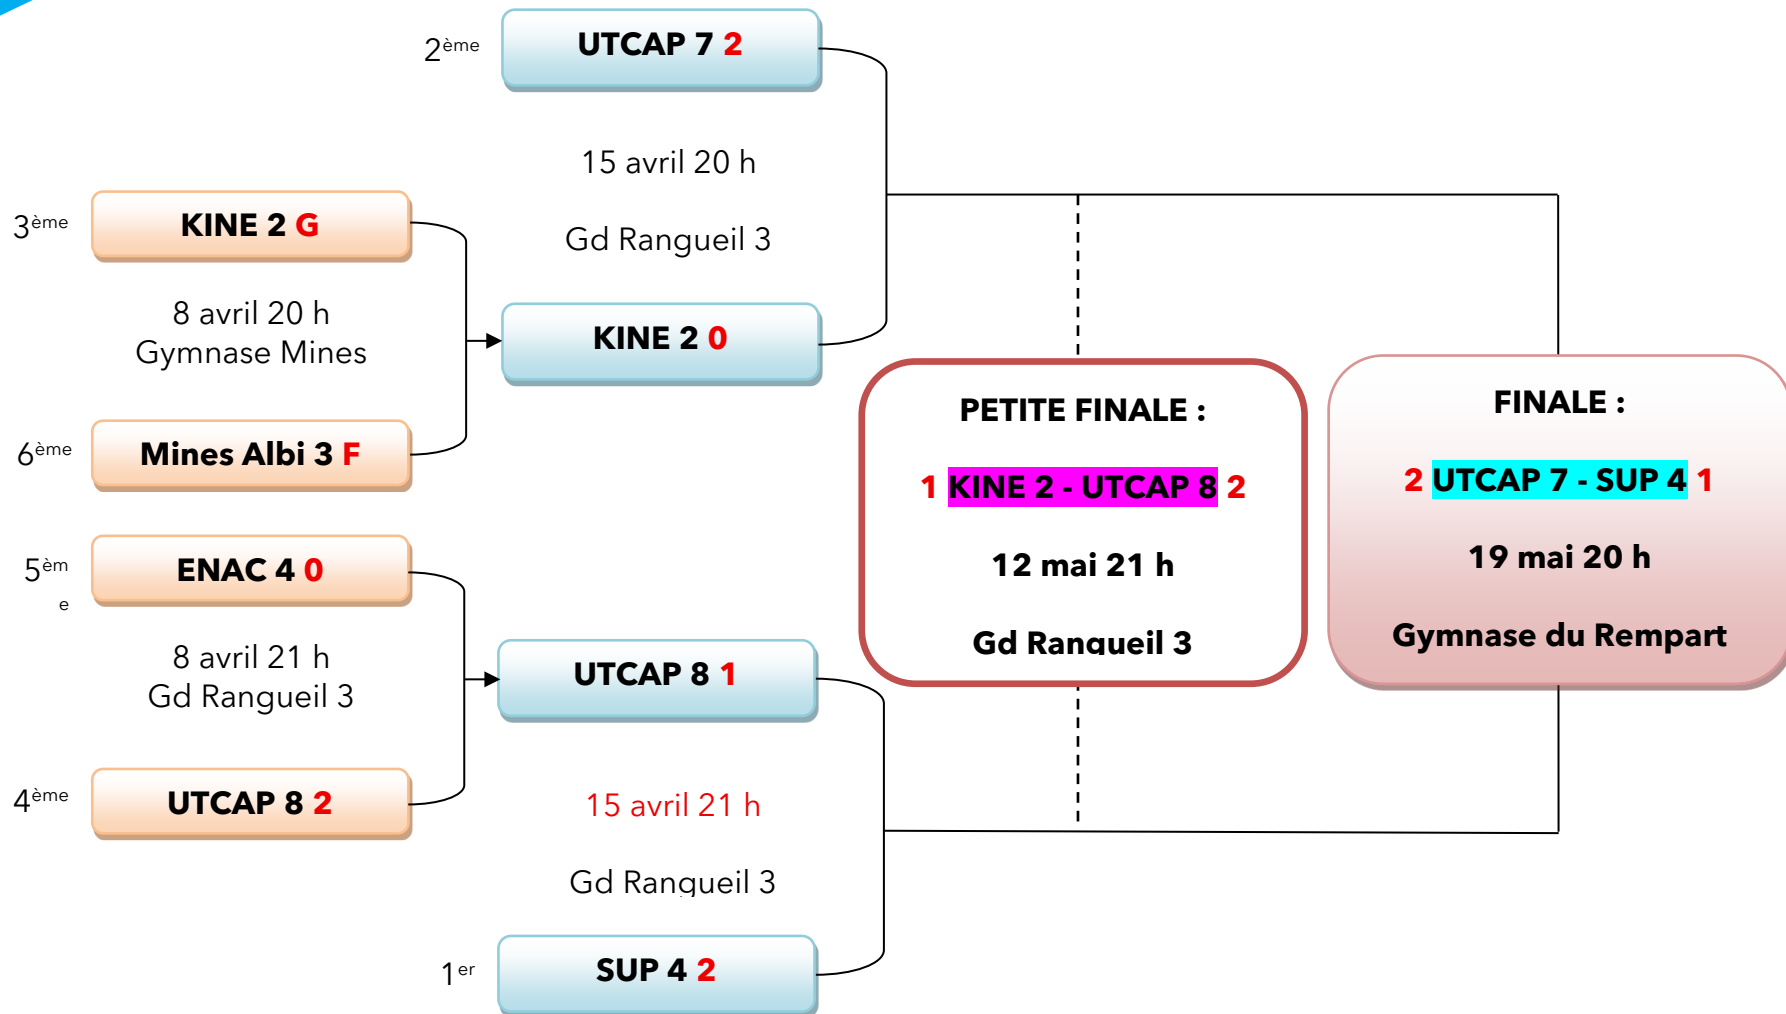 2ème
UTCAP 7 2
15 avril 20 h
Gd Rangueil 3
3ème
KINE 2 G
8 avril 20 h
Gymnase Mines
KINE 2 0
6ème
Mines Albi 3 F
5èm
e
ENAC 4 0
8 avril 21 h
Gd Rangueil 3
UTCAP 8 1
4ème
UTCAP 8 2
15 avril 21 h
Gd Rangueil 3
1er
SUP 4 2
PETITE FINALE :
1 KINE 2 - UTCAP 8 2
12 mai 21 h
Gd Rangueil 3
FINALE :
2 UTCAP 7 - SUP 4 1
19 mai 20 h
Gymnase du Rempart